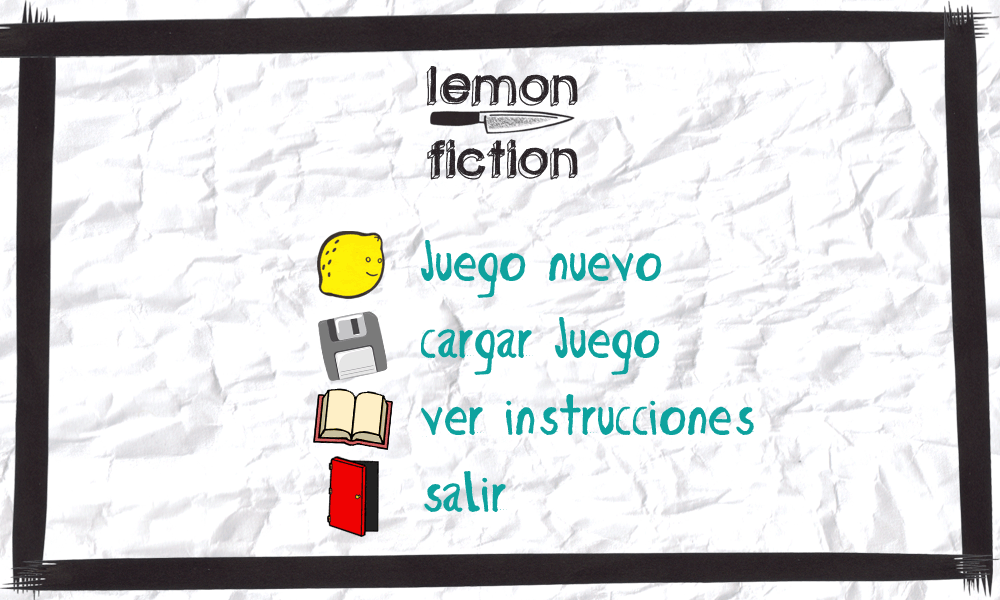 lemon
fiction
Juego nuevo
cargar Juego
ver instrucciones
salir